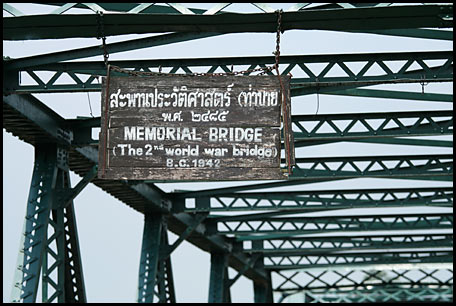 สะพานประวัติศาสตร์ (ท่าปาย
พ.ศ. ๒๔๘๕
MEMORIAL BRIDGE
(The 2nd world war bridge)
B.C. 1942